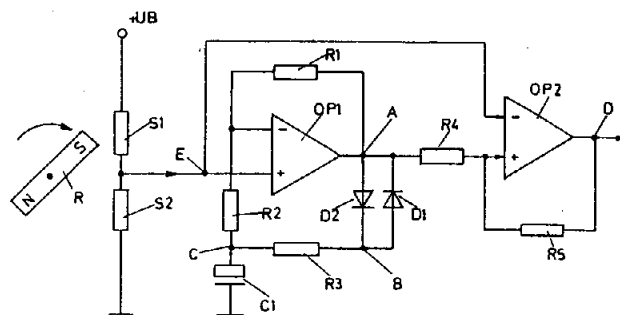 +UB
S1
S2
S
N
R
E
R1
OP1
-
+
A
R2
D2
D1
C
R3
B
C1
R4
OP2
-
+
D
R5